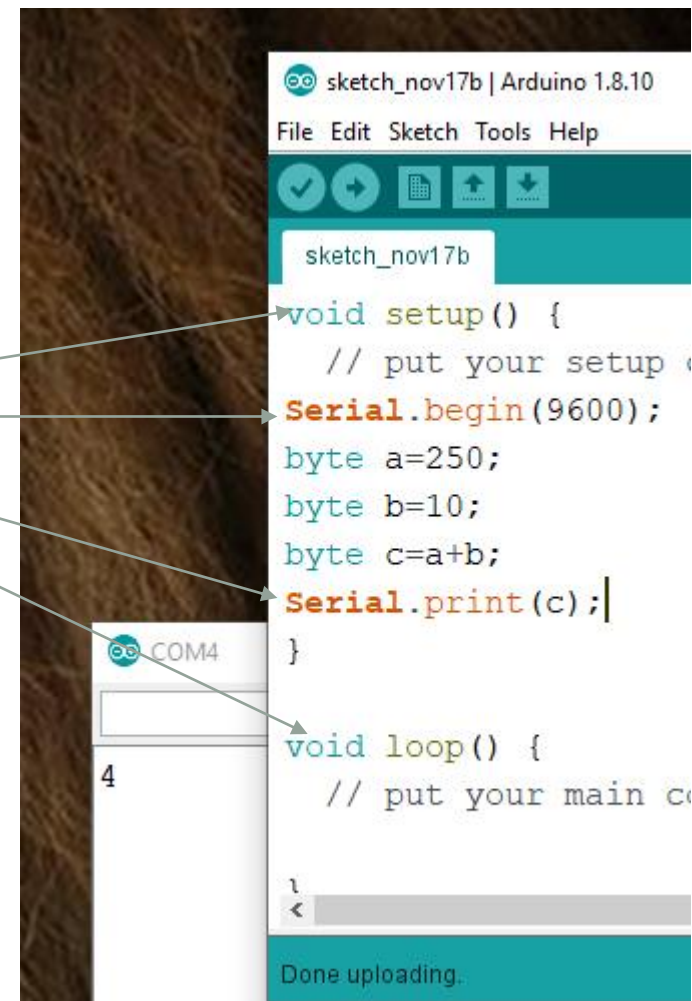 sketch_nov17b | Arduino 1.8.10
File Edit Sketch Tools Help
sketch_nov17b
void setup() {
// put your setup
Serial.begin(9600);
byte a=250;
byte b=10;
byte c=a+b;
Serial.print(c);
}
COM4
4
void loop() {
// put your main
}
Done uploading.